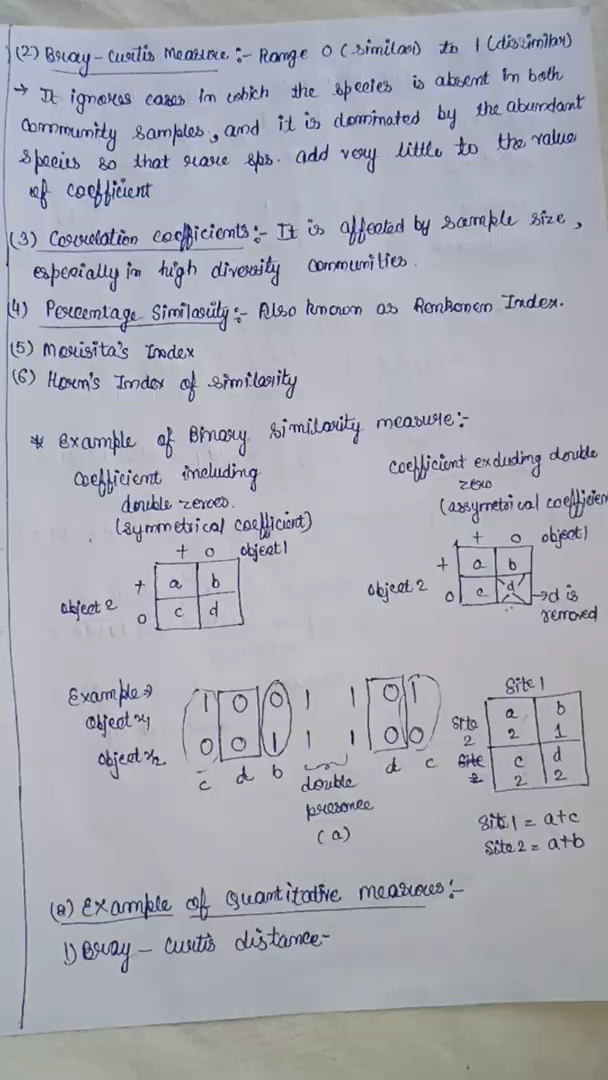 (2) Bray-Curtis Measure :- Range 0 (similar) to 1 (dissimilar)
→ It ignores cases in which the species is absent in both
community samples, and it is dominated by the abundant
species so that rare sps. add very little to the value
of coefficient
(3) Correlation coefficients :- It is affected by sample size,
especially in high diversity communities.
(4) Percentage Similarity :- Also known as Renkonen Index.
(5) Morisita's Index
(6) Horn's Index of similarity
* Example of Binary similarity measure :-
coefficient including
double zeroes.
(symmetrical coefficient)
+ 0 object 1
object 2 + a b
0 c d
coefficient excluding double
zero
(assymetrical coefficien
+ 0 object 1
object 2 + a b
0 c d → d is
removed
Example →
object x1 1 0 0 1 1 0 1
object x2 0 0 1 1 1 0 0
c d b double d c
presence
(a)
Site 1
Site 2 a 2 b 1
Site 2 c 2 d 2
Site 1 = a+c
Site 2 = a+b
(a) Example of Quantitative measures :-
1) Bray - Curtis distance -